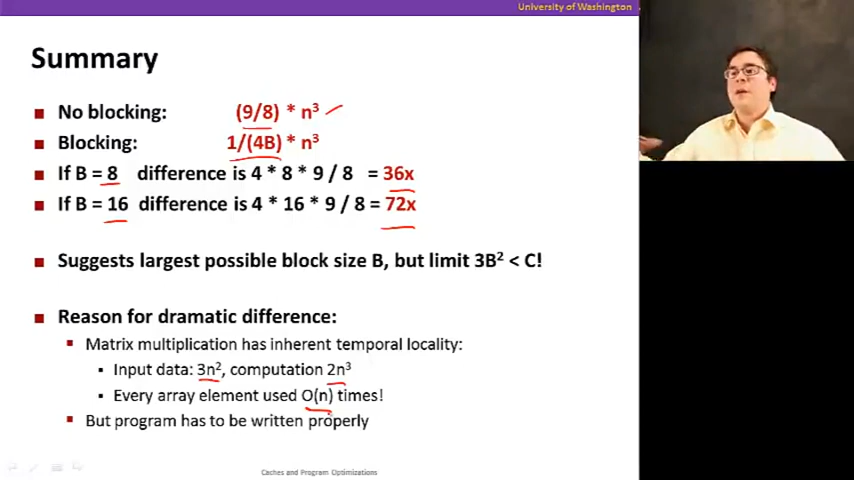 University of Washington
Summary
■ No blocking: (9/8) * n³
■ Blocking: 1/(4B) * n³
■ If B = 8 difference is 4 * 8 * 9 / 8 = 36x
■ If B = 16 difference is 4 * 16 * 9 / 8 = 72x
■ Suggests largest possible block size B, but limit 3B² < C!
■ Reason for dramatic difference:
▪ Matrix multiplication has inherent temporal locality:
▪ Input data: 3n², computation 2n³
▪ Every array element used O(n) times!
▪ But program has to be written properly
Caches and Program Optimizations